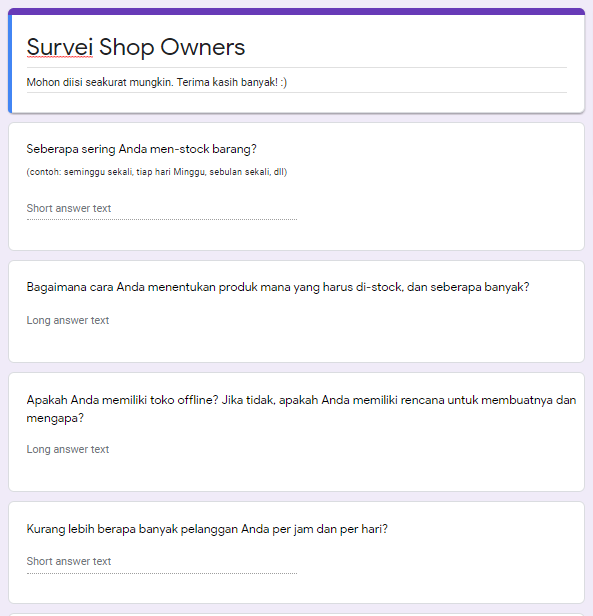 Survei Shop Owners
Mohon diisi seakurat mungkin. Terima kasih banyak! :)
Seberapa sering Anda men-stock barang?
(contoh: seminggu sekali, tiap hari Minggu, sebulan sekali, dll)
Short answer text
Bagaimana cara Anda menentukan produk mana yang harus di-stock, dan seberapa banyak?
Long answer text
Apakah Anda memiliki toko offline? Jika tidak, apakah Anda memiliki rencana untuk membuatnya dan
mengapa?
Long answer text
Kurang lebih berapa banyak pelanggan Anda per jam dan per hari?
Short answer text